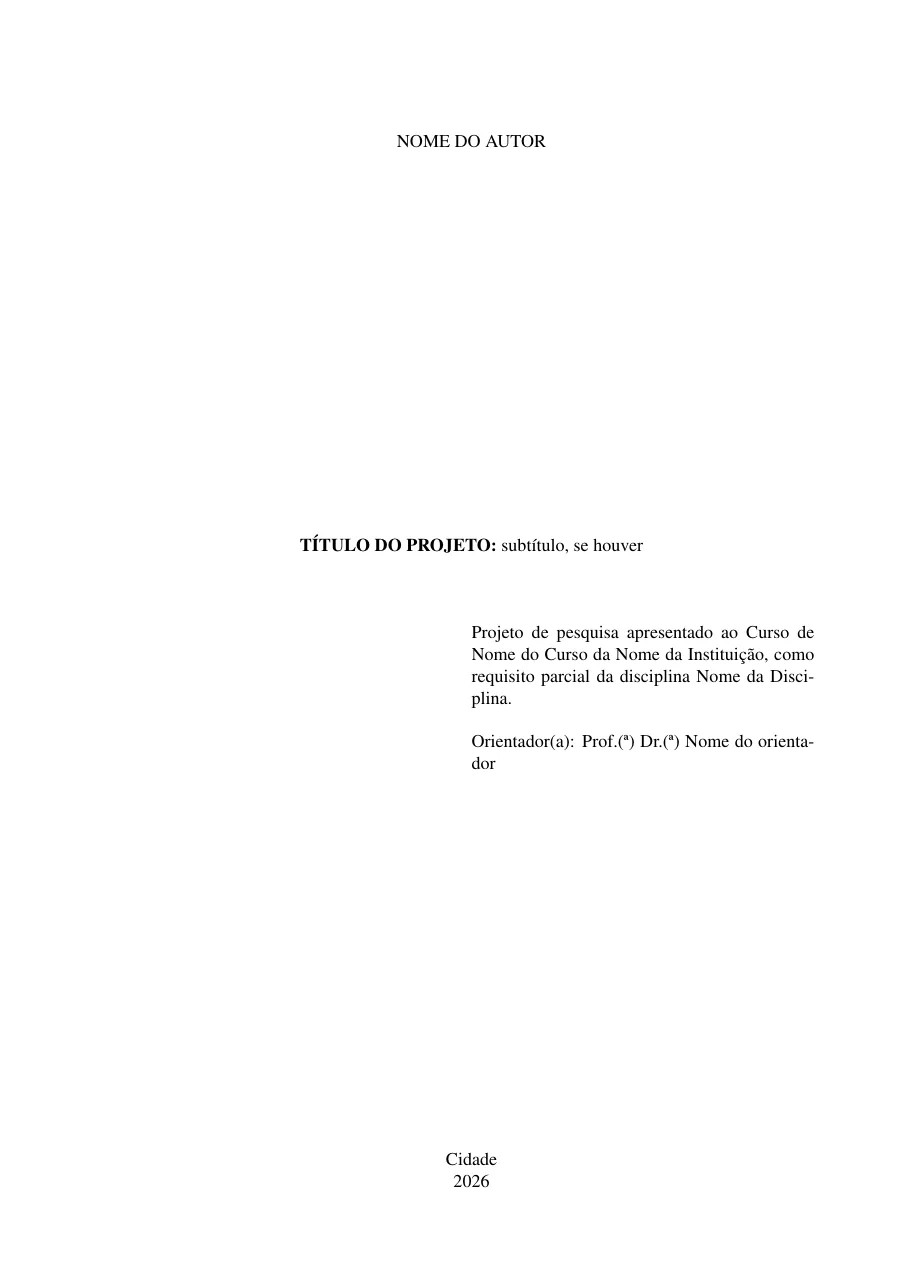 NOME DO AUTOR
TÍTULO DO PROJETO: subtítulo, se houver
Projeto de pesquisa apresentado ao Curso de
Nome do Curso da Nome da Instituição, como
requisito parcial da disciplina Nome da Disci-
plina.
Orientador(a): Prof.(ª) Dr.(ª) Nome do orienta-
dor
Cidade
2026